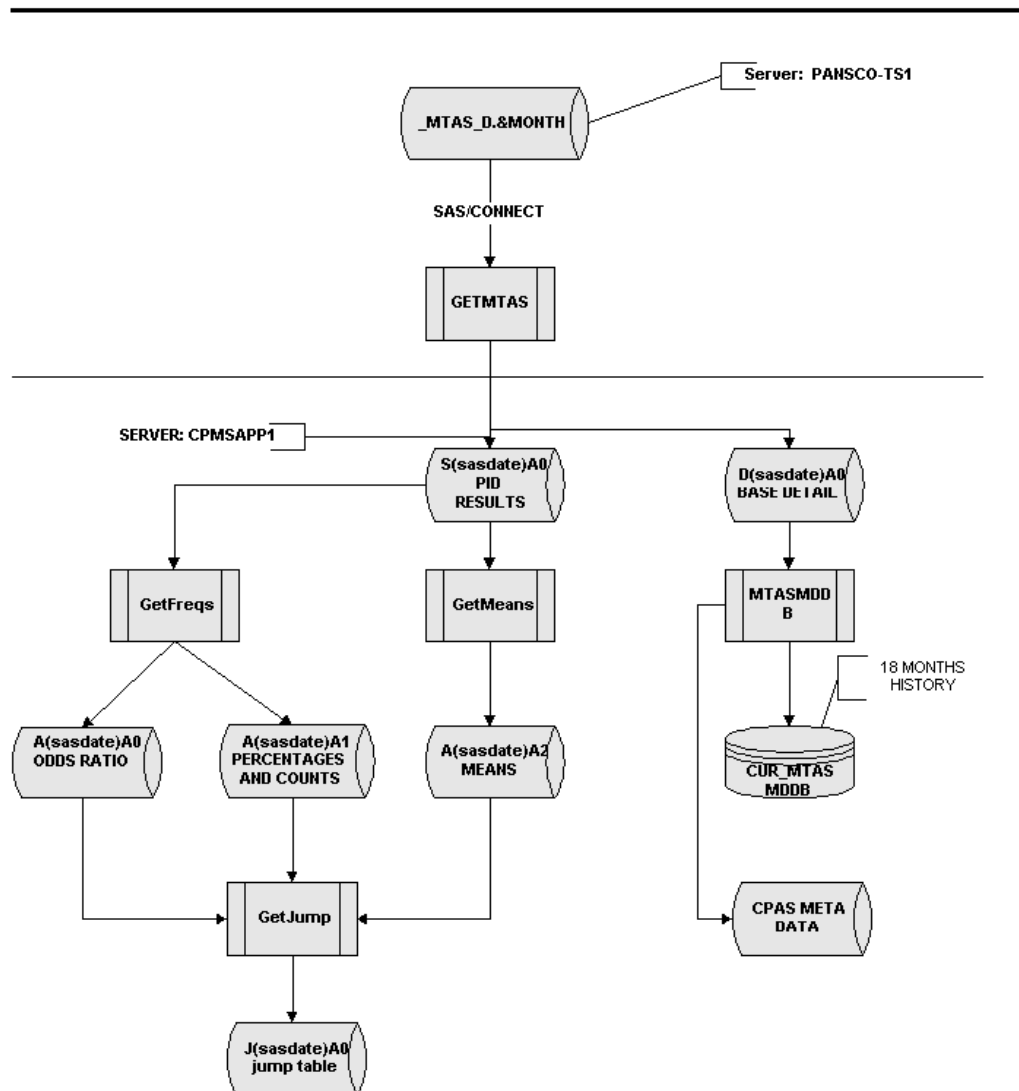 Server: PANSCO-TS1
_MTAS_D.&MONTH
SAS/CONNECT
GETMTAS
SERVER: CPMSAPP1
S(sasdate)A0
PID
RESULTS
D(sasdate)A0
BASE DETAIL
GetFreqs
GetMeans
MTASMDD
B
18 MONTHS
HISTORY
A(sasdate)A0
ODDS RATIO
A(sasdate)A1
PERCENTAGES
AND COUNTS
A(sasdate)A2
MEANS
CUR_MTAS
MDDB
GetJump
CPAS META
DATA
J(sasdate)A0
jump table